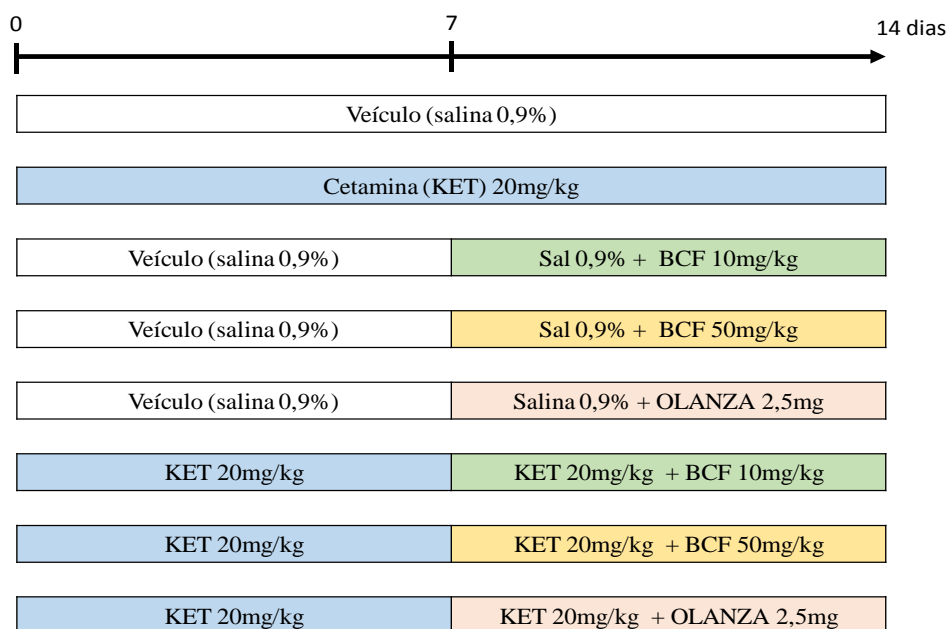 0 7 14 dias
Veículo (salina 0,9%)
Cetamina (KET) 20mg/kg
Veículo (salina 0,9%) Sal 0,9% + BCF 10mg/kg
Veículo (salina 0,9%) Sal 0,9% + BCF 50mg/kg
Veículo (salina 0,9%) Salina 0,9% + OLANZA 2,5mg
KET 20mg/kg KET 20mg/kg + BCF 10mg/kg
KET 20mg/kg KET 20mg/kg + BCF 50mg/kg
KET 20mg/kg KET 20mg/kg + OLANZA 2,5mg